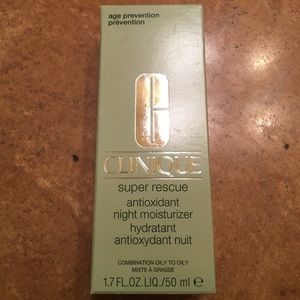 age prevention
prévention
CLINIQUE
super rescue
antioxidant
night moisturizer
hydratant
antioxydant nuit
COMBINATION OILY TO OILY
MIXTE À GRASSE
1.7 FL.OZ.LIQ./50 ml ℮